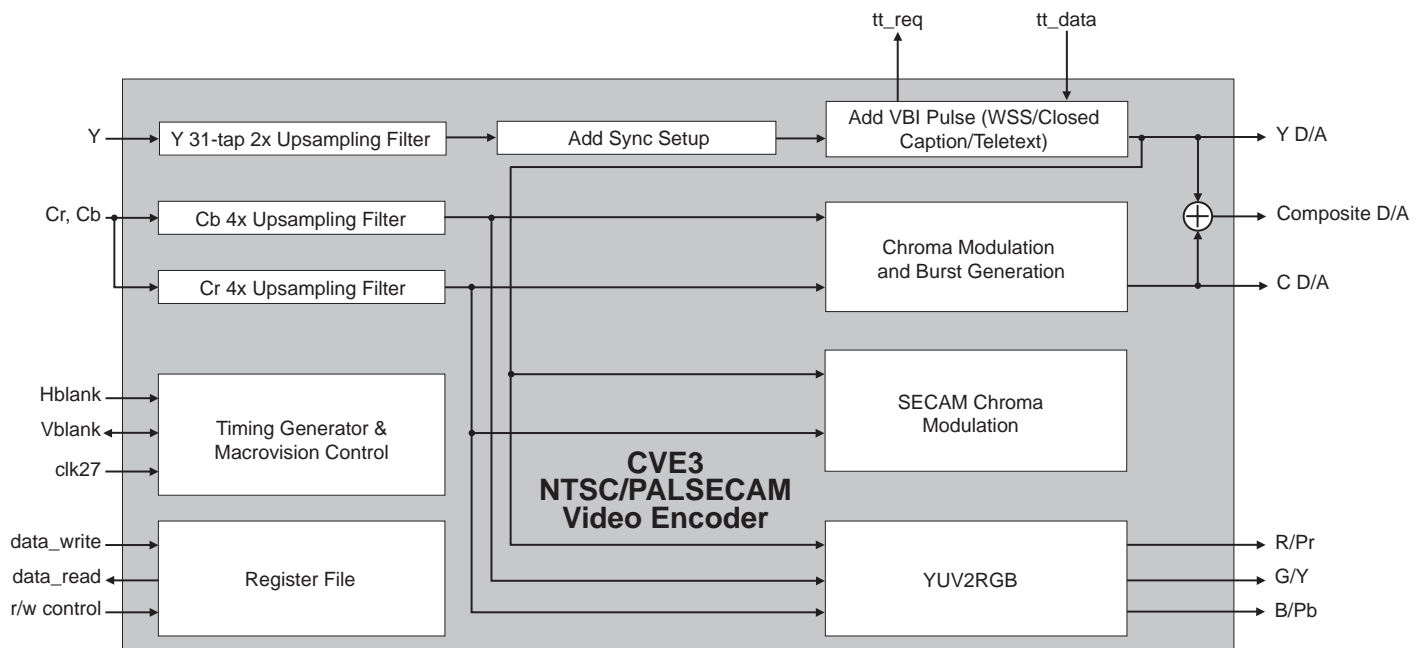 tt_req
tt_data
Y
Y 31-tap 2x Upsampling Filter
Add Sync Setup
Add VBI Pulse (WSS/Closed
Caption/Teletext)
Y D/A
Cr, Cb
Cb 4x Upsampling Filter
Cr 4x Upsampling Filter
Chroma Modulation
and Burst Generation
Composite D/A
C D/A
Hblank
Vblank
clk27
Timing Generator &
Macrovision Control
SECAM Chroma
Modulation
CVE3
NTSC/PALSECAM
Video Encoder
data_write
data_read
r/w control
Register File
YUV2RGB
R/Pr
G/Y
B/Pb